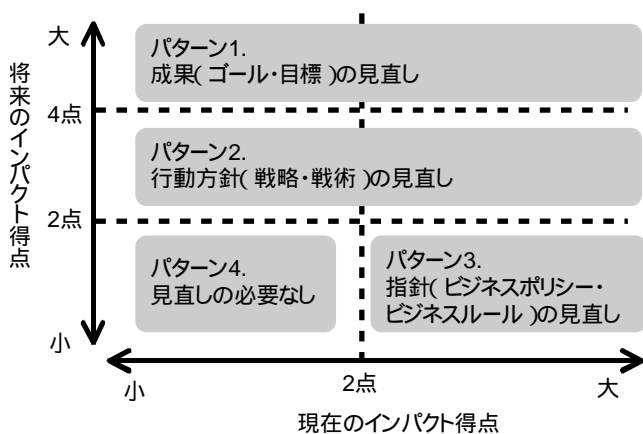 大
パターン1.
成果(ゴール・目標)の見直し
将来のインパクト得点
4点
パターン2.
行動方針(戦略・戦術)の見直し
2点
パターン4.
見直しの必要なし
パターン3.
指針(ビジネスポリシー・
ビジネスルール)の見直し
小
小
2点
大
現在のインパクト得点